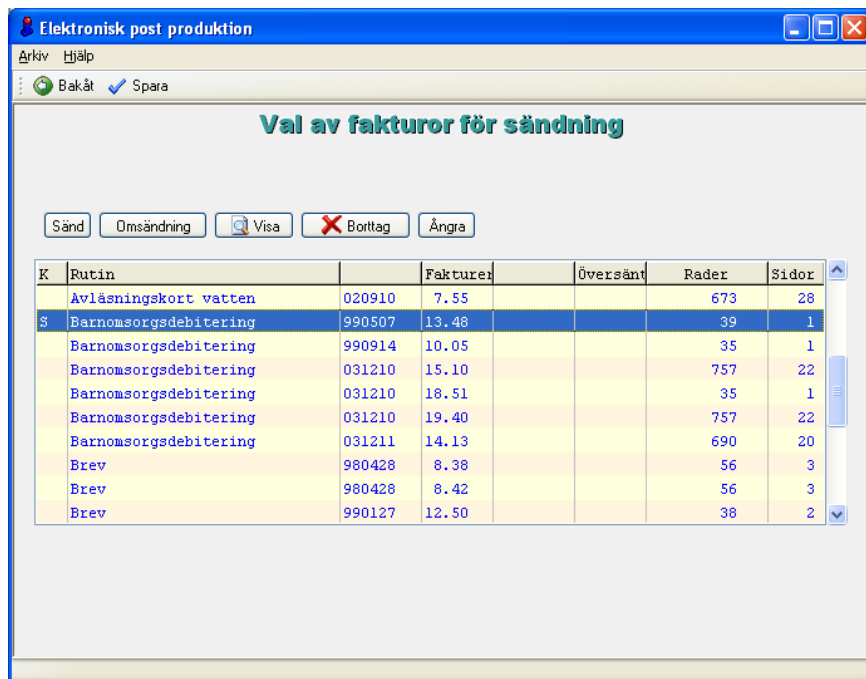 Elektronisk post produktion
Arkiv Hjälp
Bakåt Spara
Val av fakturor för sändning
Sänd Omsändning Visa Borttag Ångra
K Rutin Fakturer Översänt Rader Sidor
Avläsningskort vatten 020910 7.55 673 28
S Barnomsorgsdebitering 990507 13.48 39 1
Barnomsorgsdebitering 990914 10.05 35 1
Barnomsorgsdebitering 031210 15.10 757 22
Barnomsorgsdebitering 031210 18.51 35 1
Barnomsorgsdebitering 031210 19.40 757 22
Barnomsorgsdebitering 031211 14.13 690 20
Brev 980428 8.38 56 3
Brev 980428 8.42 56 3
Brev 990127 12.50 38 2